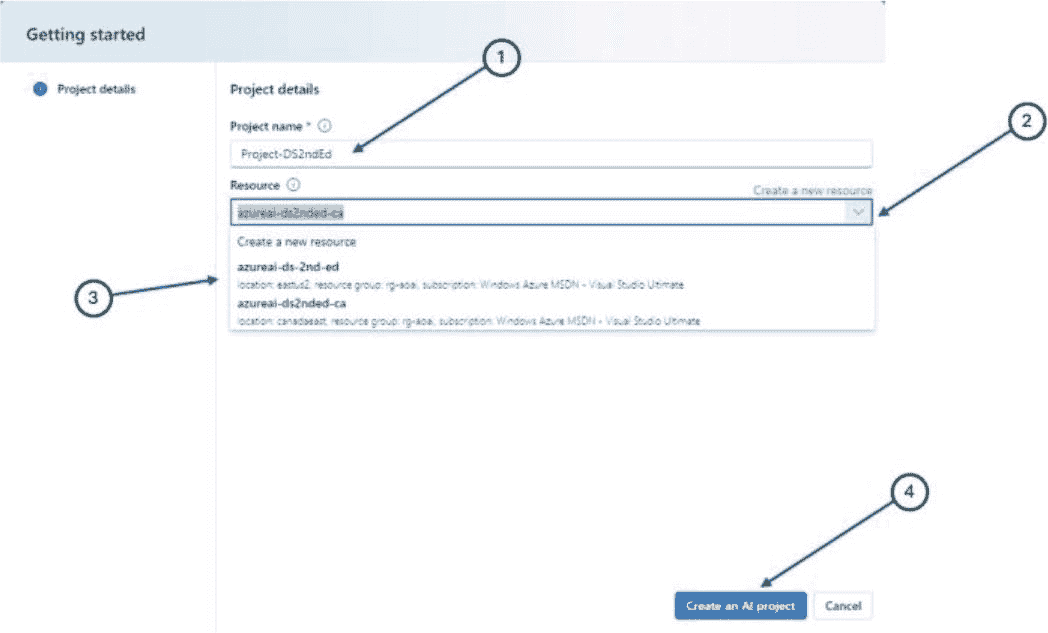 Getting started
1
Project details
Project details
Project name *
2
Project-DS2ndEd
Resource
Create a new resource
azureai-ds2nded-ca
Create a new resource
azureai-ds-2nd-ed
location: eastus2, resource group: rg-aoai, subscription: Windows Azure MSDN - Visual Studio Ultimate
3
azureai-ds2nded-ca
location: canadaeast, resource group: rg-aoai, subscription: Windows Azure MSDN - Visual Studio Ultimate
4
Create an AI project
Cancel